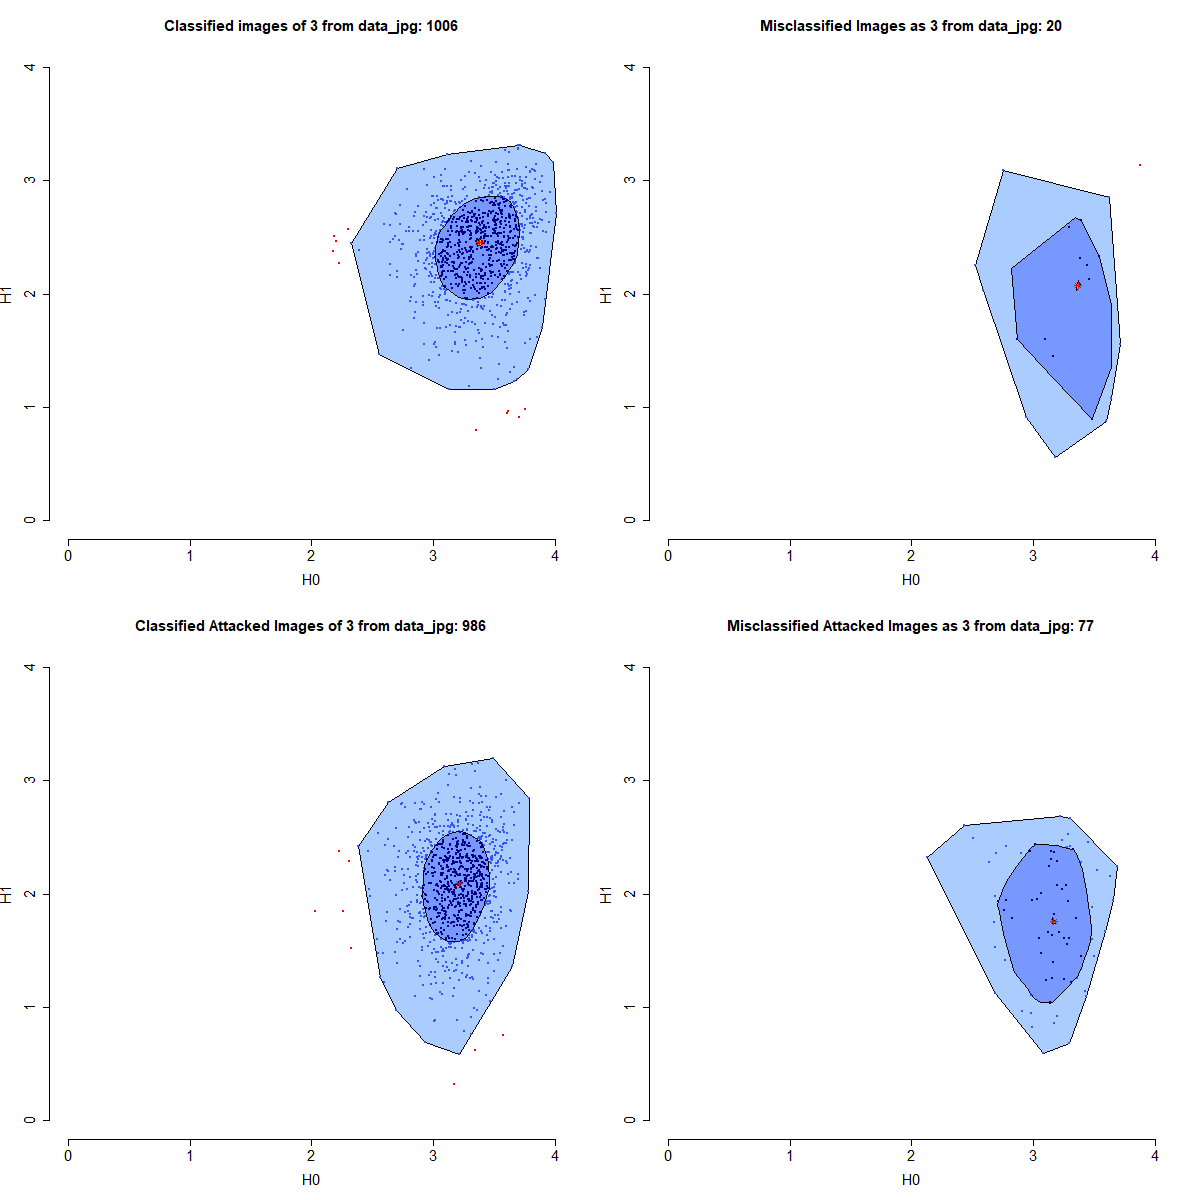 Classified images of 3 from data_jpg: 1006
4
3
2
1
0
H1
0 1 2 3 4
H0
Misclassified Images as 3 from data_jpg: 20
4
3
2
1
0
H1
0 1 2 3 4
H0
Classified Attacked Images of 3 from data_jpg: 986
4
3
2
1
0
H1
0 1 2 3 4
H0
Misclassified Attacked Images as 3 from data_jpg: 77
4
3
2
1
0
H1
0 1 2 3 4
H0